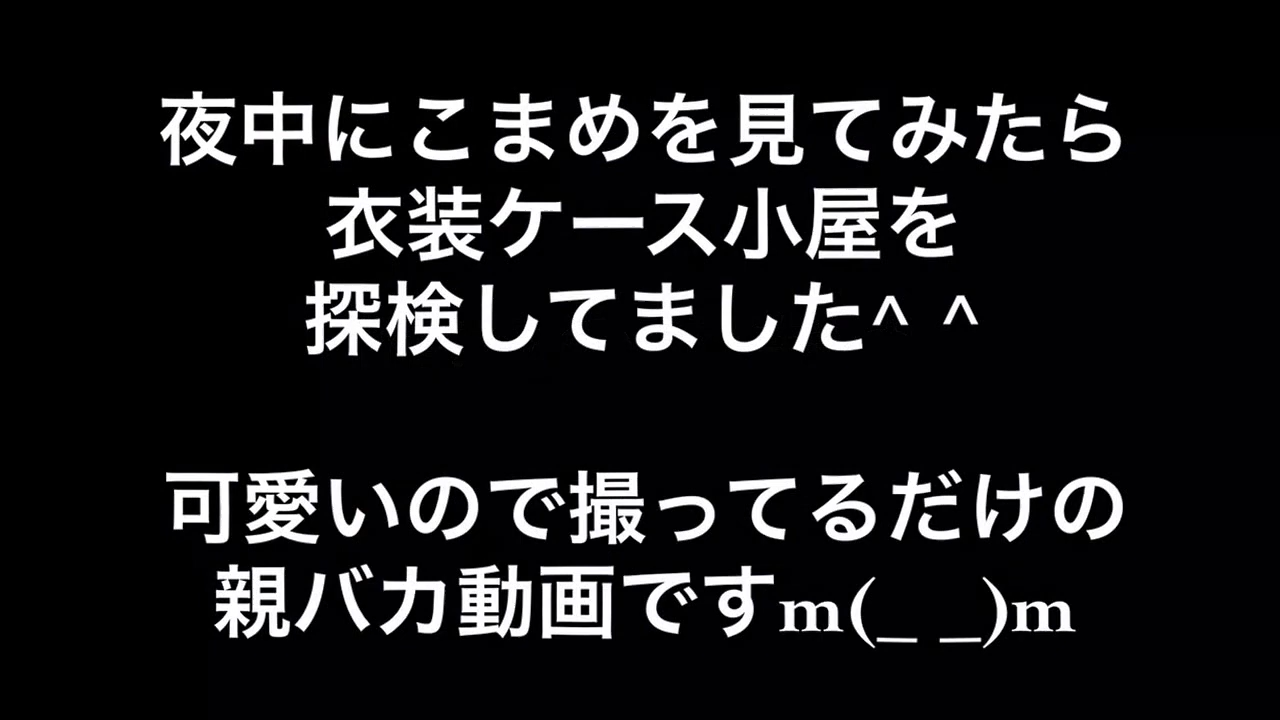 夜中にこまめを見てみたら
衣装ケース小屋を
探検してました^ ^
可愛いので撮ってるだけの
親バカ動画ですm(_ _)m